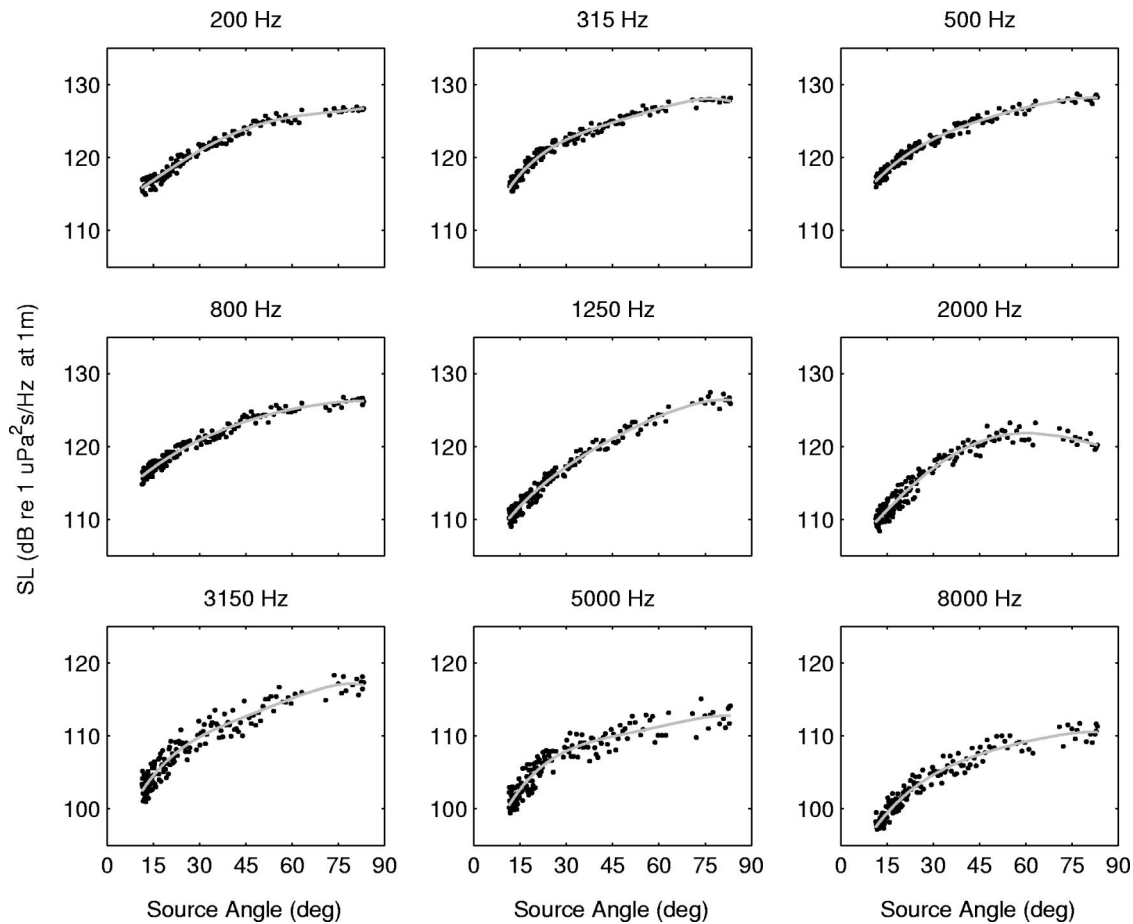 200 Hz 315 Hz 500 Hz
130 130 130
120 120 120
110 110 110
800 Hz 1250 Hz 2000 Hz
130 130 130
120 120 120
110 110 110
SL (dB re 1 uPa²s/Hz at 1m)
3150 Hz 5000 Hz 8000 Hz
120 120 120
110 110 110
100 100 100
0 15 30 45 60 75 90 0 15 30 45 60 75 90 0 15 30 45 60 75 90
Source Angle (deg) Source Angle (deg) Source Angle (deg)